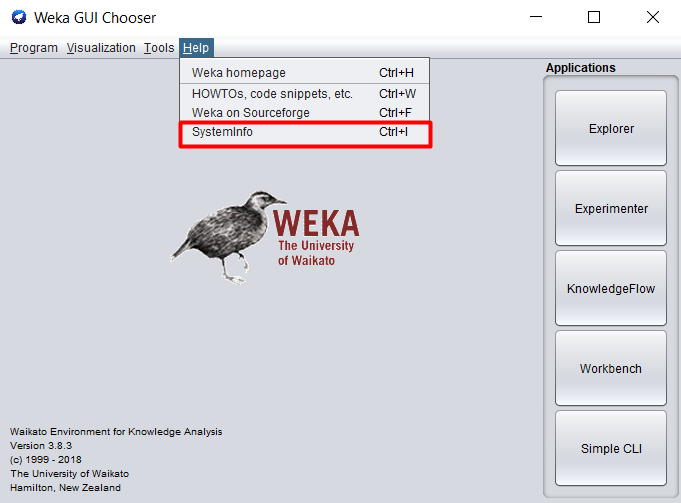 Weka GUI Chooser
Program Visualization Tools Help
Weka homepage Ctrl+H
HOWTOs, code snippets, etc. Ctrl+W
Weka on Sourceforge Ctrl+F
SystemInfo Ctrl+I
Applications
Explorer
Experimenter
KnowledgeFlow
Workbench
Simple CLI
WEKA
The University
of Waikato
Waikato Environment for Knowledge Analysis
Version 3.8.3
(c) 1999 - 2018
The University of Waikato
Hamilton, New Zealand